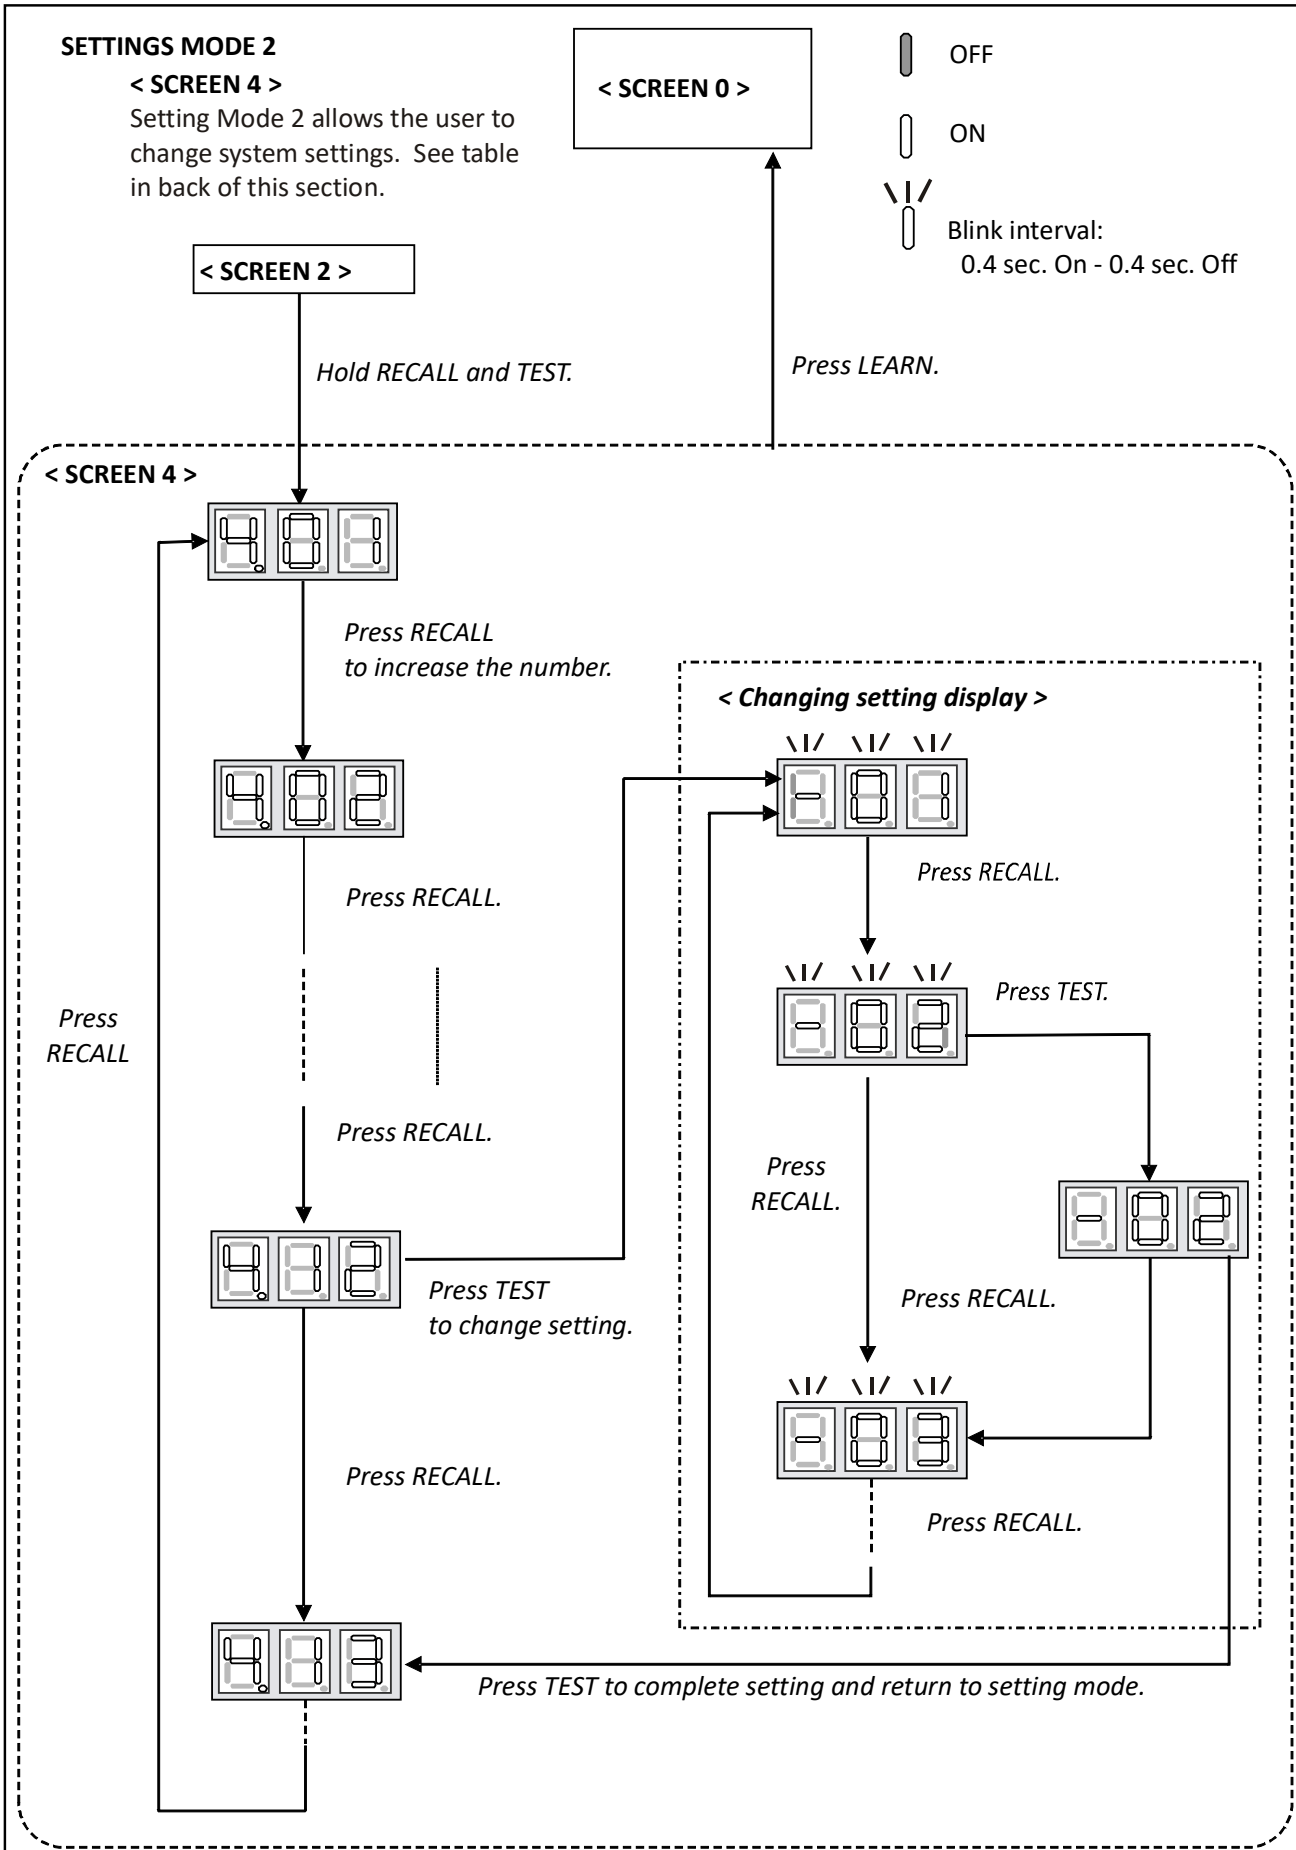 SETTINGS MODE 2
< SCREEN 4 >
Setting Mode 2 allows the user to
change system settings.  See table
in back of this section.
< SCREEN 0 >
OFF
ON
Blink interval:
0.4 sec. On - 0.4 sec. Off
< SCREEN 2 >
Hold RECALL and TEST.
Press LEARN.
< SCREEN 4 >
4.01
Press RECALL
to increase the number.
< Changing setting display >
4.02
-01
Press RECALL.
Press RECALL.
-02
Press TEST.
Press
RECALL
Press RECALL.
Press
RECALL.
-02
4.12
Press TEST
to change setting.
Press RECALL.
-03
Press RECALL.
Press RECALL.
4.13
Press TEST to complete setting and return to setting mode.